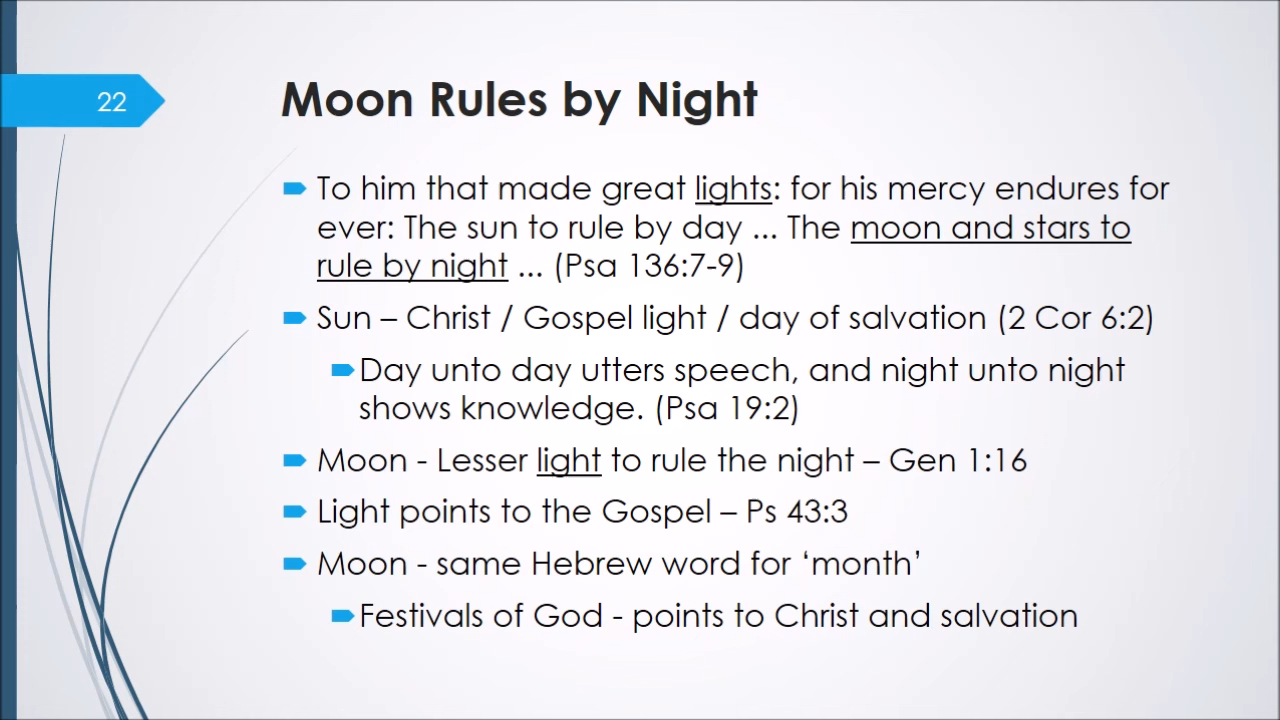 22
Moon Rules by Night
To him that made great lights: for his mercy endures for
ever: The sun to rule by day ... The moon and stars to
rule by night ... (Psa 136:7-9)
Sun – Christ / Gospel light / day of salvation (2 Cor 6:2)
Day unto day utters speech, and night unto night
shows knowledge. (Psa 19:2)
Moon - Lesser light to rule the night – Gen 1:16
Light points to the Gospel – Ps 43:3
Moon - same Hebrew word for ‘month’
Festivals of God - points to Christ and salvation